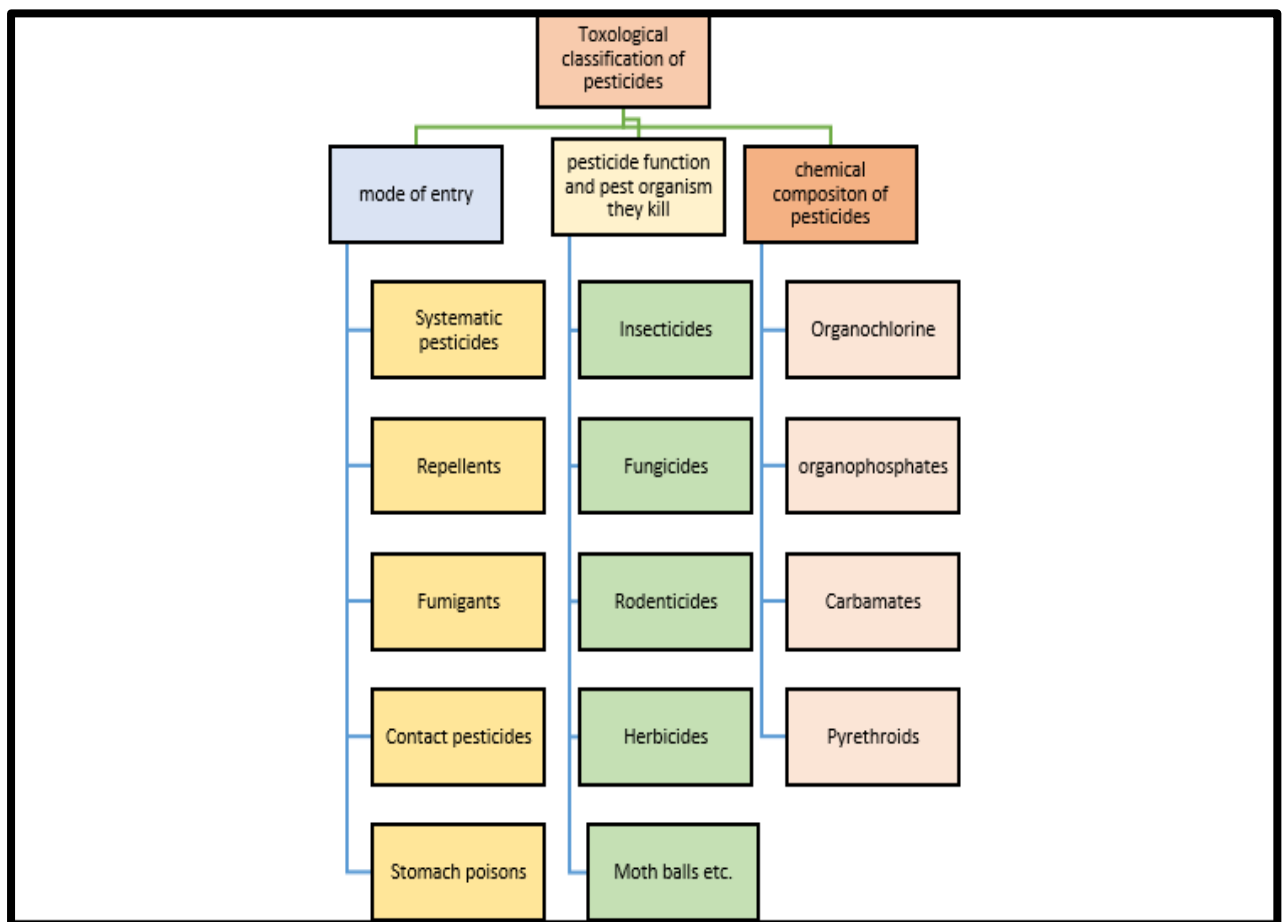 Toxological
classification of
pesticides
mode of entry
pesticide function
and pest organism
they kill
chemical
compositon of
pesticides
Systematic
pesticides
Insecticides
Organochlorine
Repellents
Fungicides
organophosphates
Fumigants
Rodenticides
Carbamates
Contact pesticides
Herbicides
Pyrethroids
Stomach poisons
Moth balls etc.